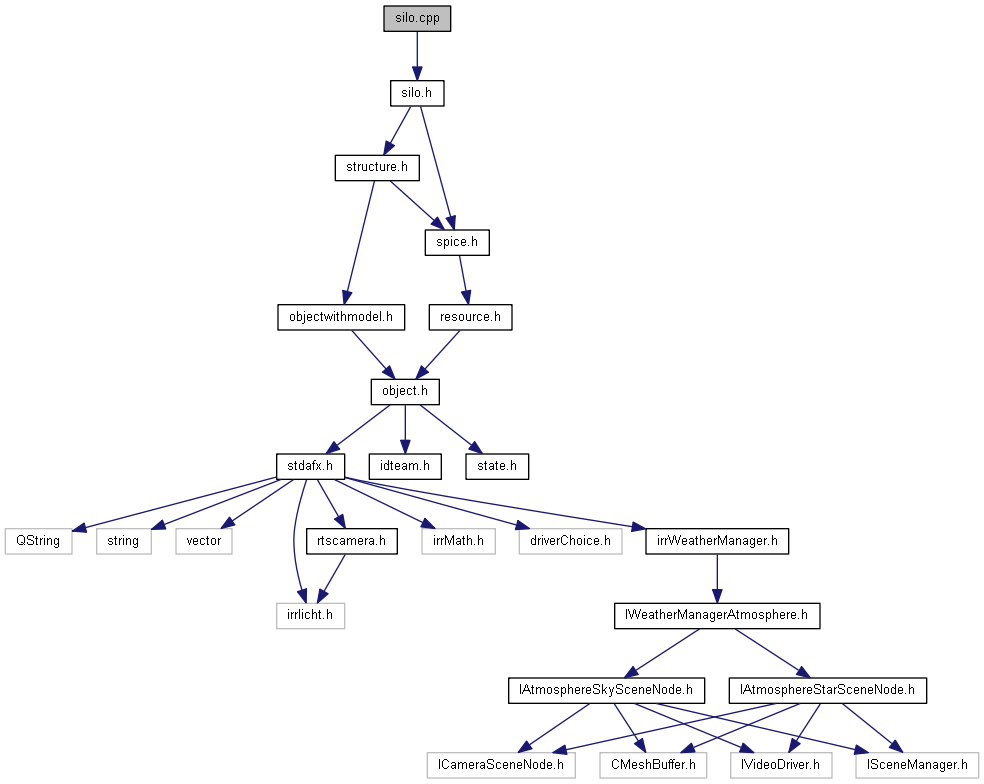 silo.cpp
silo.h
structure.h
spice.h
objectwithmodel.h
resource.h
object.h
stdafx.h
idteam.h
state.h
QString
string
vector
rtscamera.h
irrMath.h
driverChoice.h
irrWeatherManager.h
irrlicht.h
IWeatherManagerAtmosphere.h
IAtmosphereSkySceneNode.h
IAtmosphereStarSceneNode.h
ICameraSceneNode.h
CMeshBuffer.h
IVideoDriver.h
ISceneManager.h